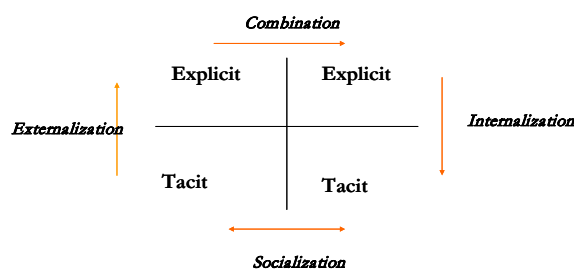 Combination
Explicit Explicit
Externalization Internalization
Tacit Tacit
Socialization